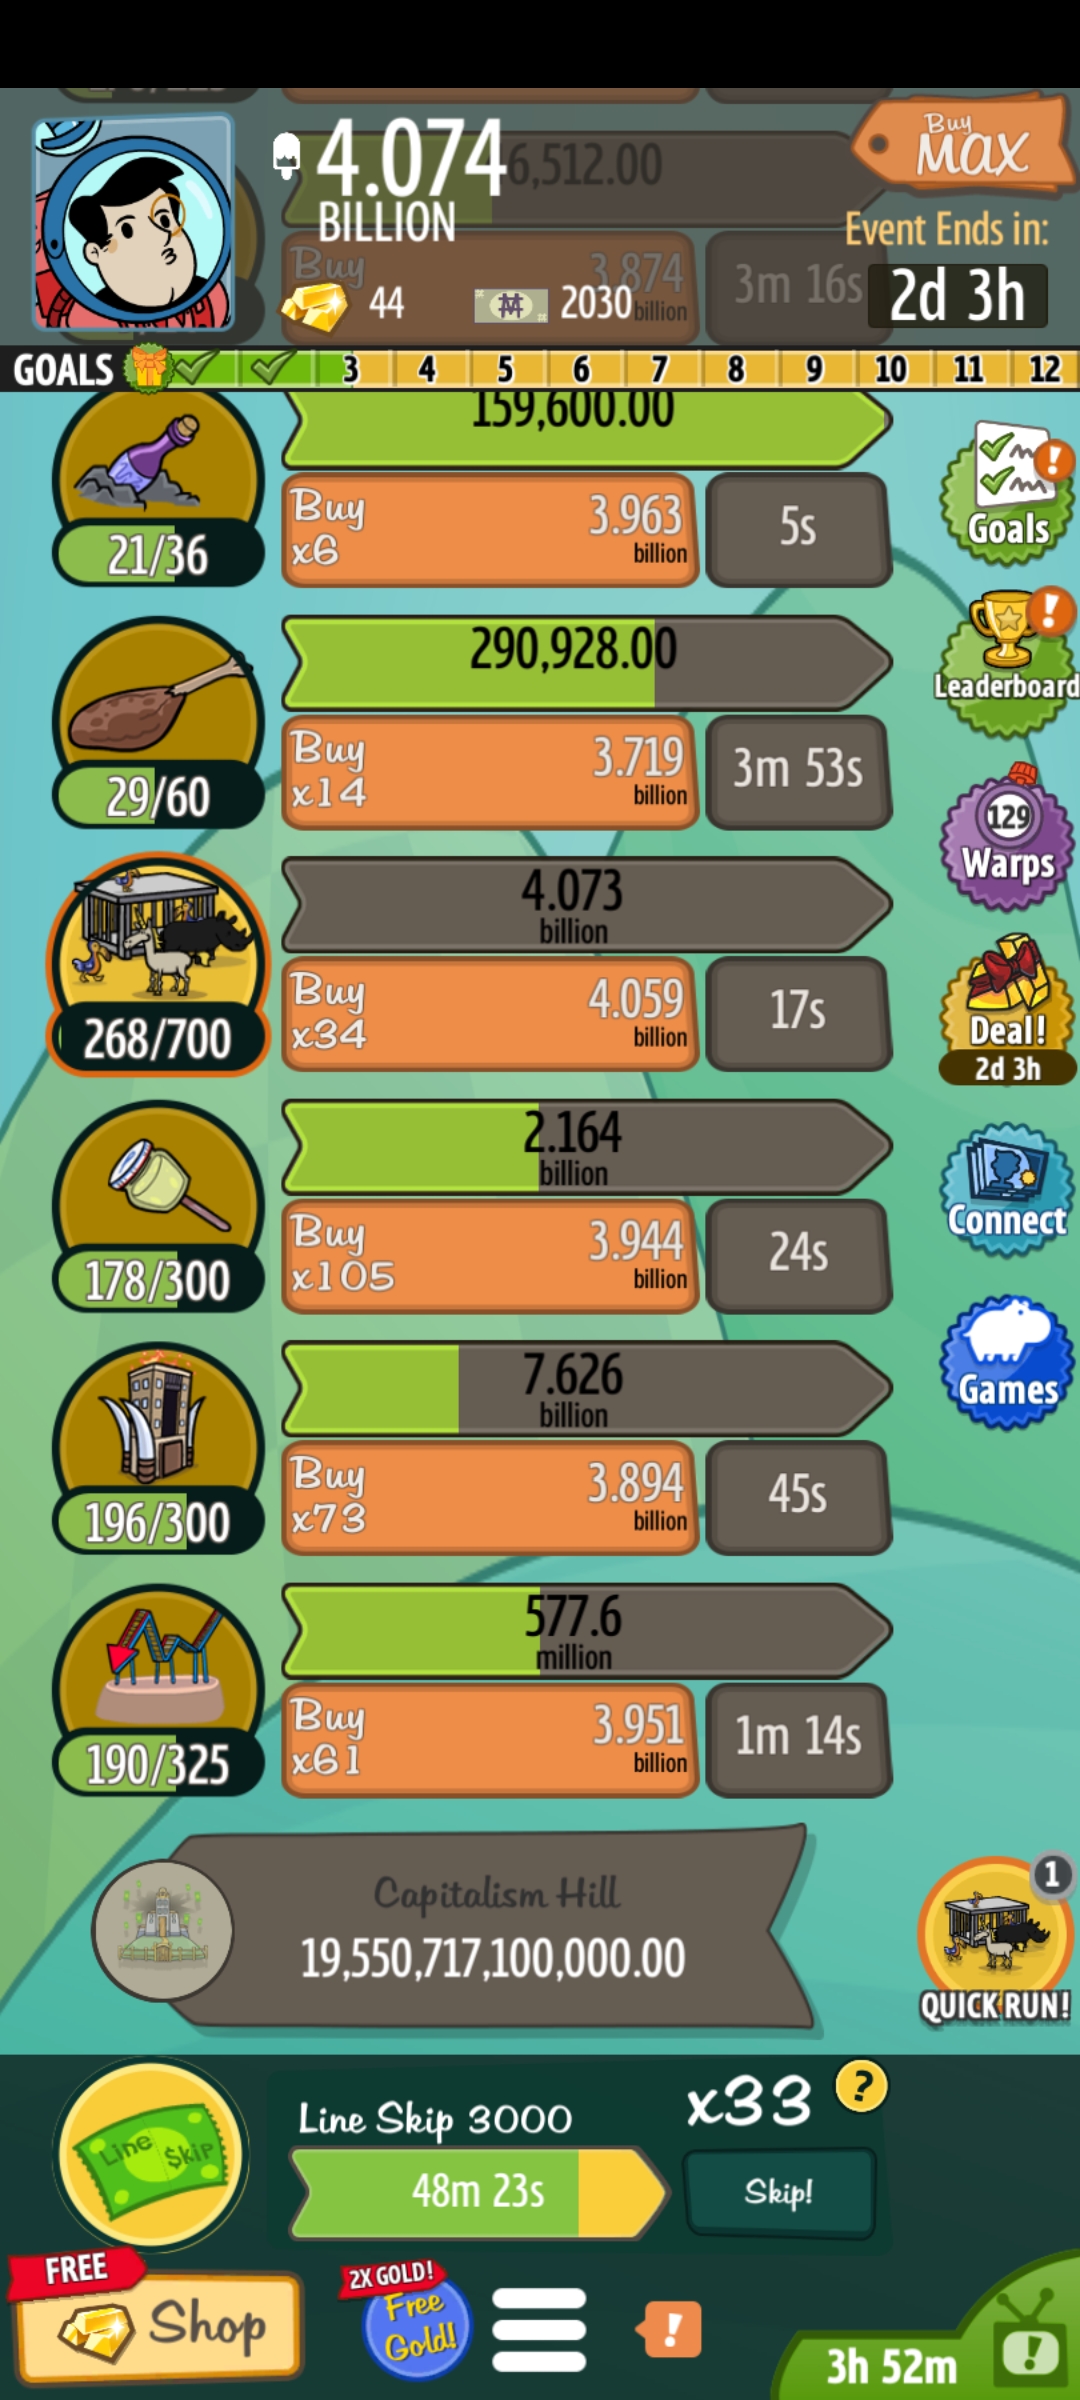 4.074
BILLION
6,512.00
Buy
MAX
Event Ends in:
2d 3h
Buy
3.874
billion
3m 16s
44
2030
GOALS
3
4
5
6
7
8
9
10
11
12
159,600.00
Buy
x6
3.963
billion
5s
21/36
Goals
290,928.00
Buy
x14
3.719
billion
3m 53s
29/60
Leaderboard
129
Warps
4.073
billion
Buy
x34
4.059
billion
17s
268/700
Deal!
2d 3h
2.164
billion
Buy
x105
3.944
billion
24s
178/300
Connect
7.626
billion
Buy
x73
3.894
billion
45s
196/300
Games
577.6
million
Buy
x61
3.951
billion
1m 14s
190/325
Capitalism Hill
19,550,717,100,000.00
1
QUICK RUN!
Line $kip
Line Skip 3000
x33
?
48m 23s
Skip!
FREE
Shop
2X GOLD!
Free
Gold!
!
3h 52m
!